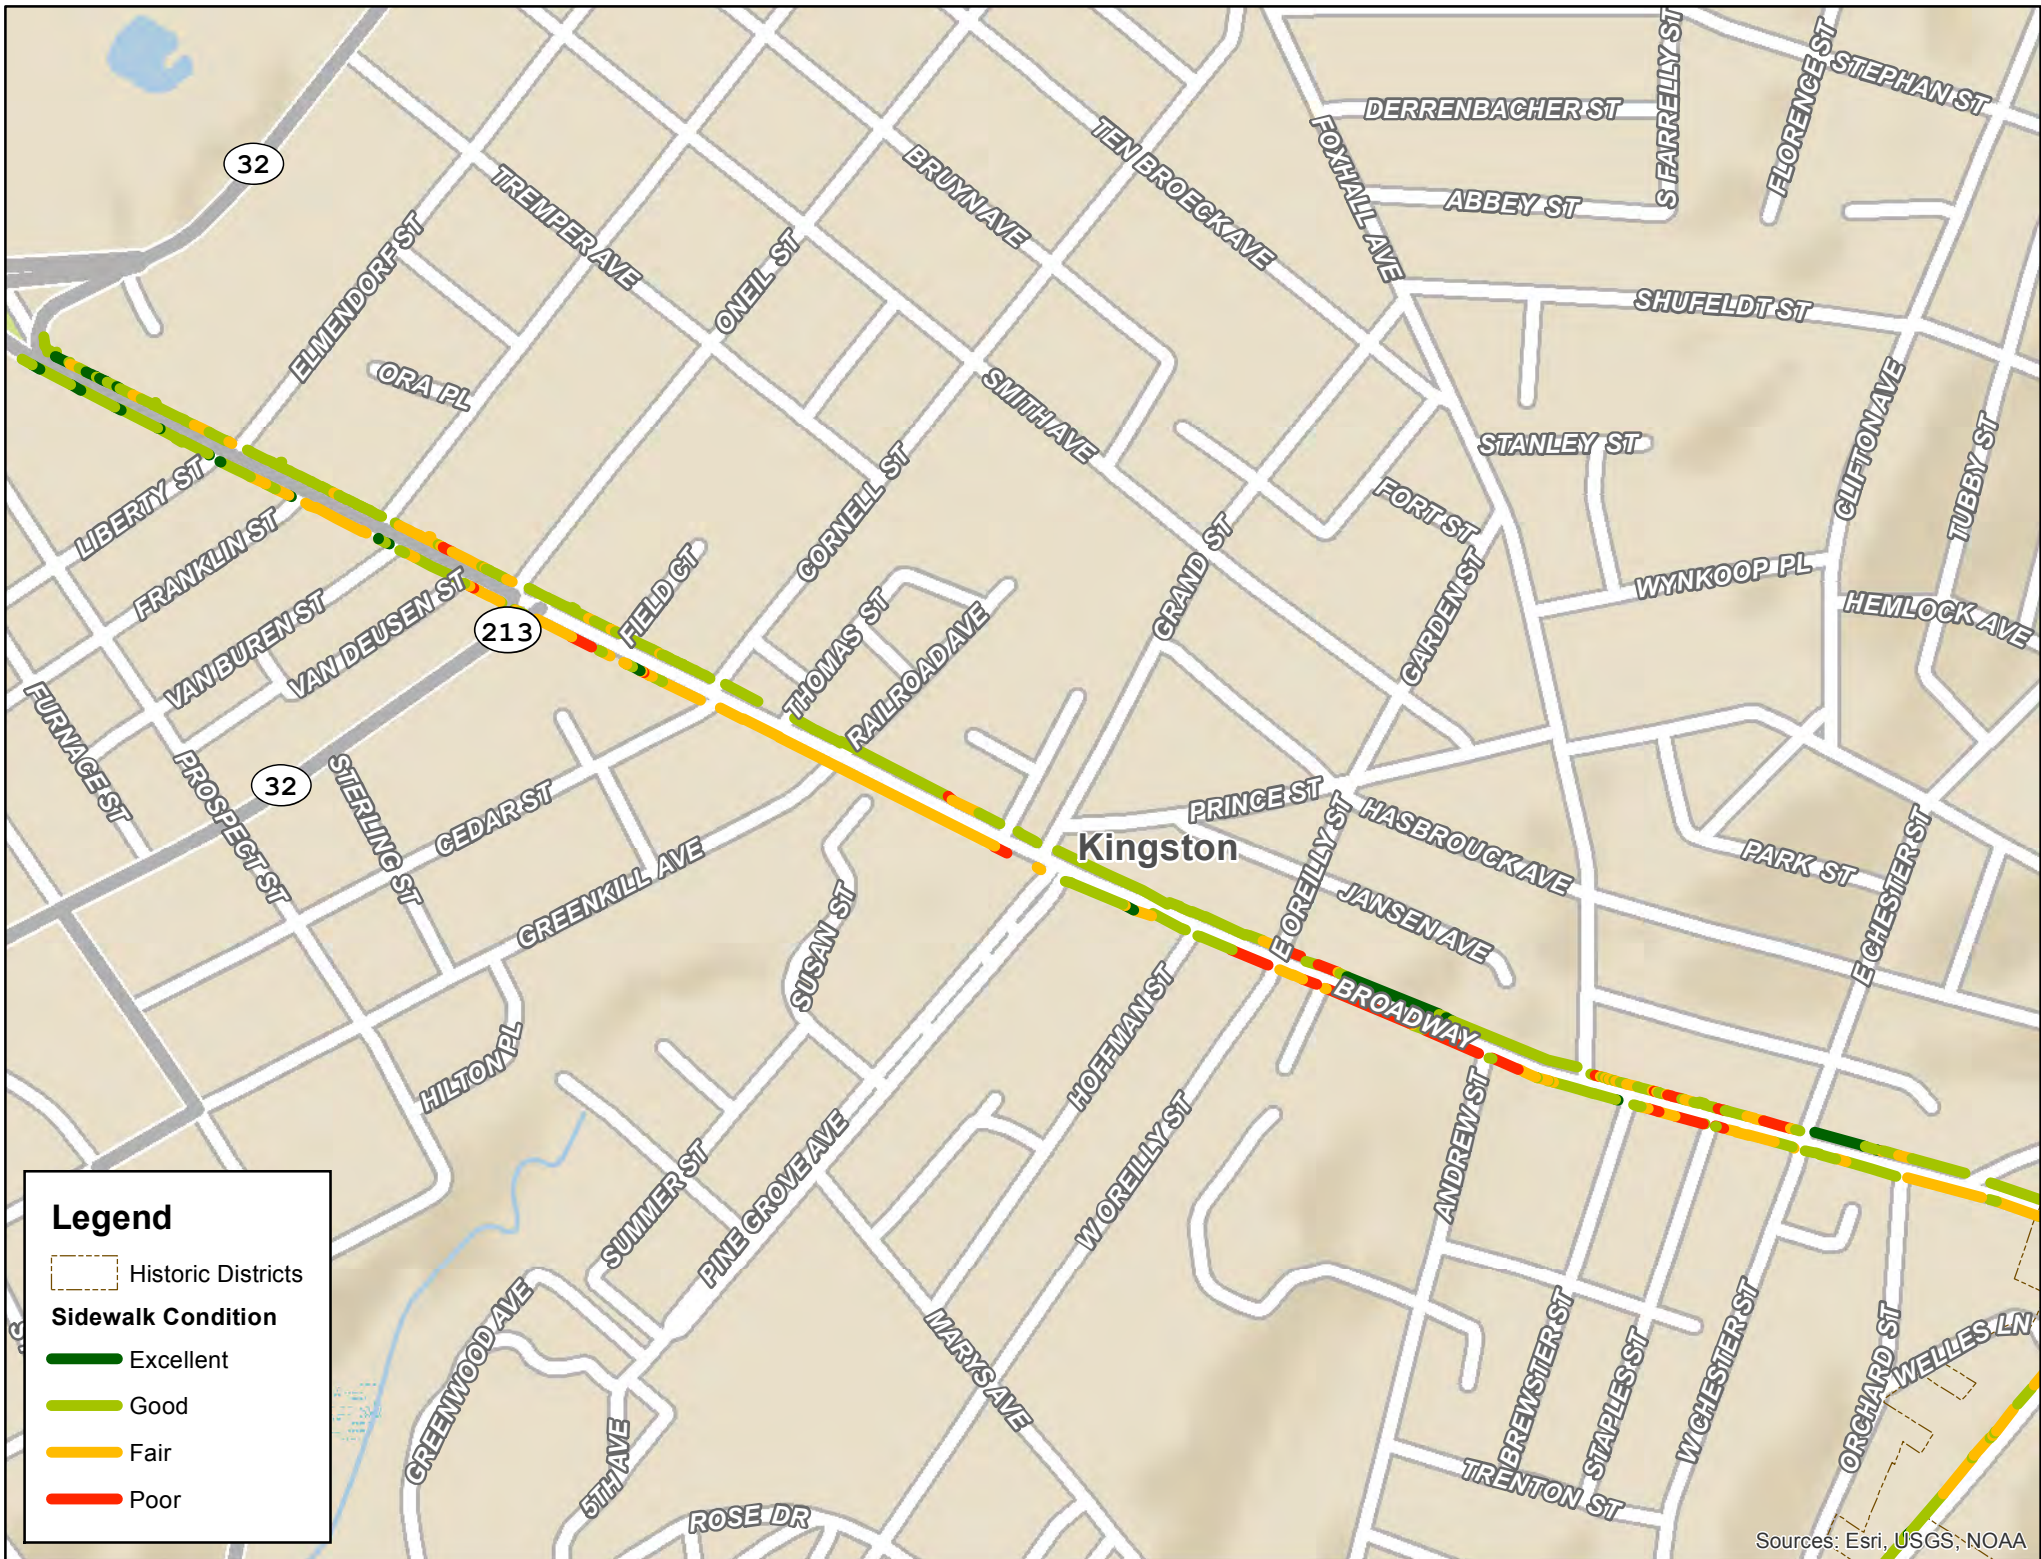 STEPHAN ST
S FARRELLY ST
FLORENCE ST
DERRENBACHER ST
FOXHALL AVE
TEN BROECK AVE
BRUYN AVE
32
TREMPER AVE
ABBEY ST
ELMENDORF ST
ONEIL ST
SHUFELDT ST
ORA PL
SMITH AVE
CLIFTON AVE
TUBBY ST
STANLEY ST
CORNELL ST
FORT ST
LIBERTY ST
FRANKLIN ST
GRAND ST
GARDEN ST
WYNKOOP PL
HEMLOCK AVE
VAN BUREN ST
VAN DEUSEN ST
213
FIELD CT
THOMAS ST
RAILROAD AVE
FURNACE ST
PROSPECT ST
32
STERLING ST
CEDAR ST
GREENKILL AVE
PRINCE ST
Kingston
HASBROUCK AVE
E OREILLY ST
JANSEN AVE
PARK ST
E CHESTER ST
SUSAN ST
BROADWAY
HOFFMAN ST
HILTON PL
ANDREW ST
W OREILLY ST
SUMMER ST
PINE GROVE AVE
GREENWOOD AVE
MARYS AVE
BREWSTER ST
STAPLES ST
W CHESTER ST
ORCHARD ST
WELLES LN
5TH AVE
ROSE DR
TRENTON ST
Legend
Historic Districts
Sidewalk Condition
Excellent
Good
Fair
Poor
Sources: Esri, USGS, NOAA